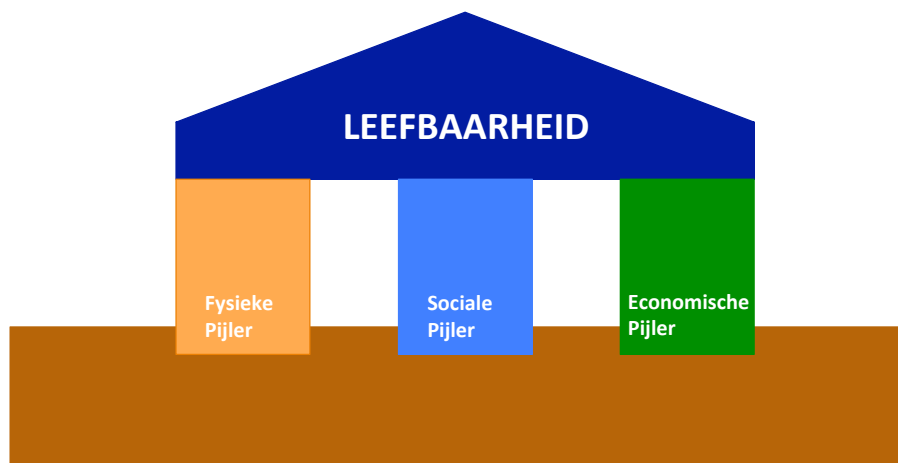 LEEFBAARHEID
Fysieke
Pijler
Sociale
Pijler
Economische
Pijler